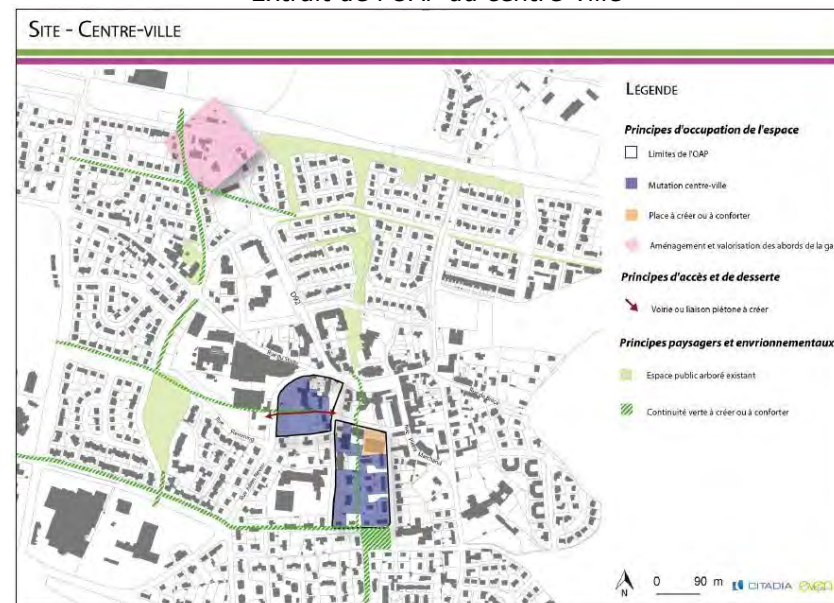 Extrait de l'OAP du centre-ville
SITE - CENTRE-VILLE
LÉGENDE
Principes d'occupation de l'espace
Limites de l'OAP
Mutation centre-ville
Place à créer ou à conforter
Aménagement et valorisation des abords de la ga
Principes d'accès et de desserte
Voirie ou liaison piétone à créer
Principes paysagers et envrionnementaux
Espace public arboré existant
Continuité verte à créer ou à conforter
D92
N
0 90 m
CITADIA even